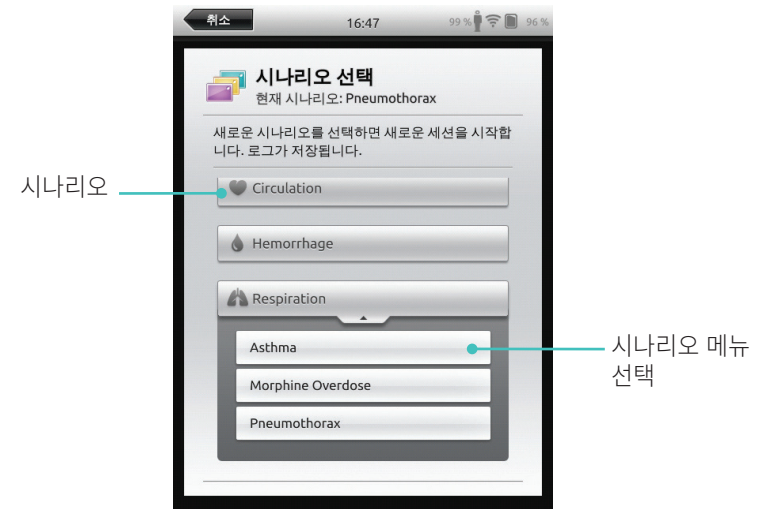 취소
16:47
99 %
96 %
시나리오 선택
현재 시나리오: Pneumothorax
새로운 시나리오를 선택하면 새로운 세션을 시작합
니다. 로그가 저장됩니다.
시나리오
Circulation
Hemorrhage
Respiration
Asthma
시나리오 메뉴
선택
Morphine Overdose
Pneumothorax